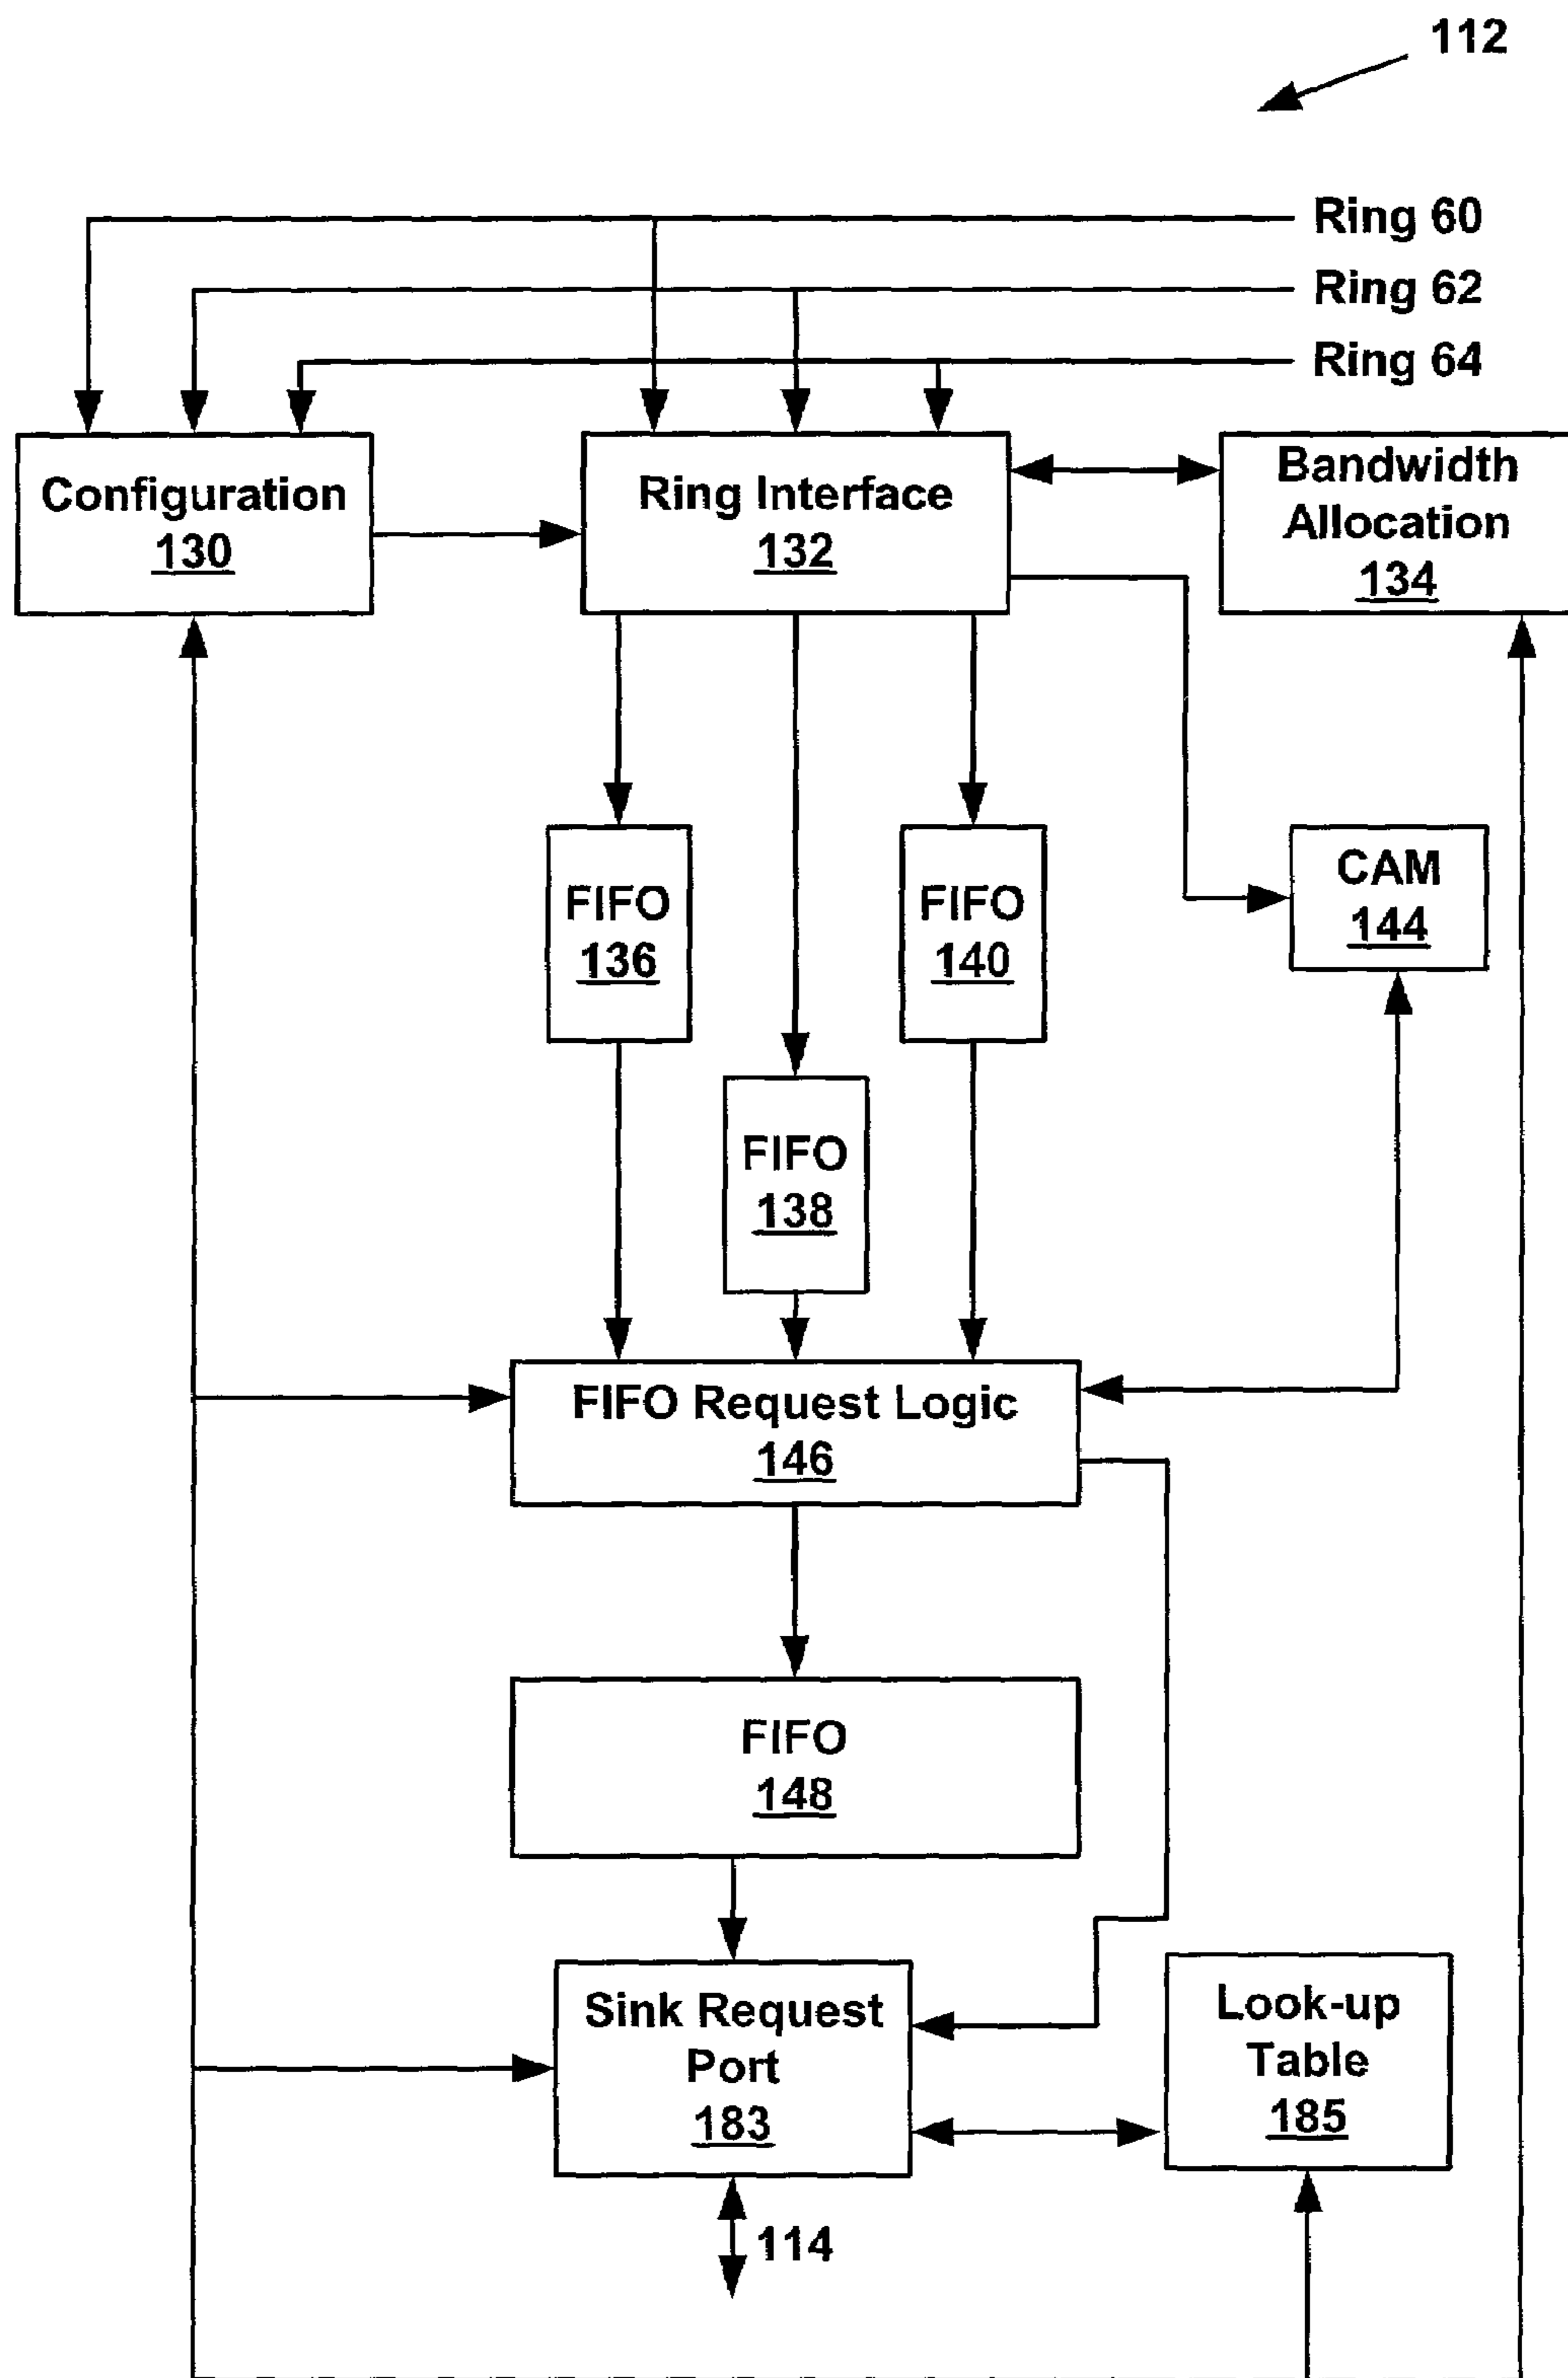 112
Ring 60
Ring 62
Ring 64
Configuration
130
Ring Interface
132
Bandwidth
Allocation
134
FIFO
136
FIFO
140
CAM
144
FIFO
138
FIFO Request Logic
146
FIFO
148
Sink Request
Port
183
Look-up
Table
185
114